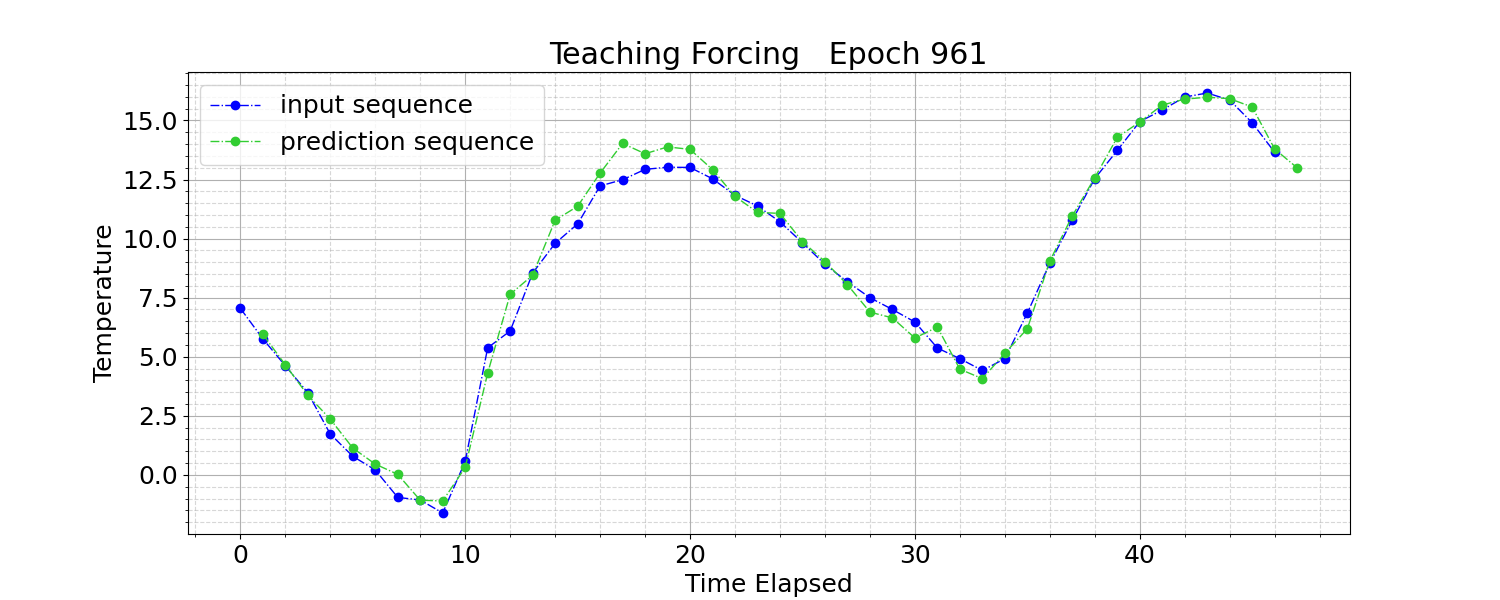 Teaching Forcing   Epoch 961
input sequence
prediction sequence
15.0
12.5
10.0
7.5
5.0
2.5
0.0
Temperature
0 10 20 30 40
Time Elapsed